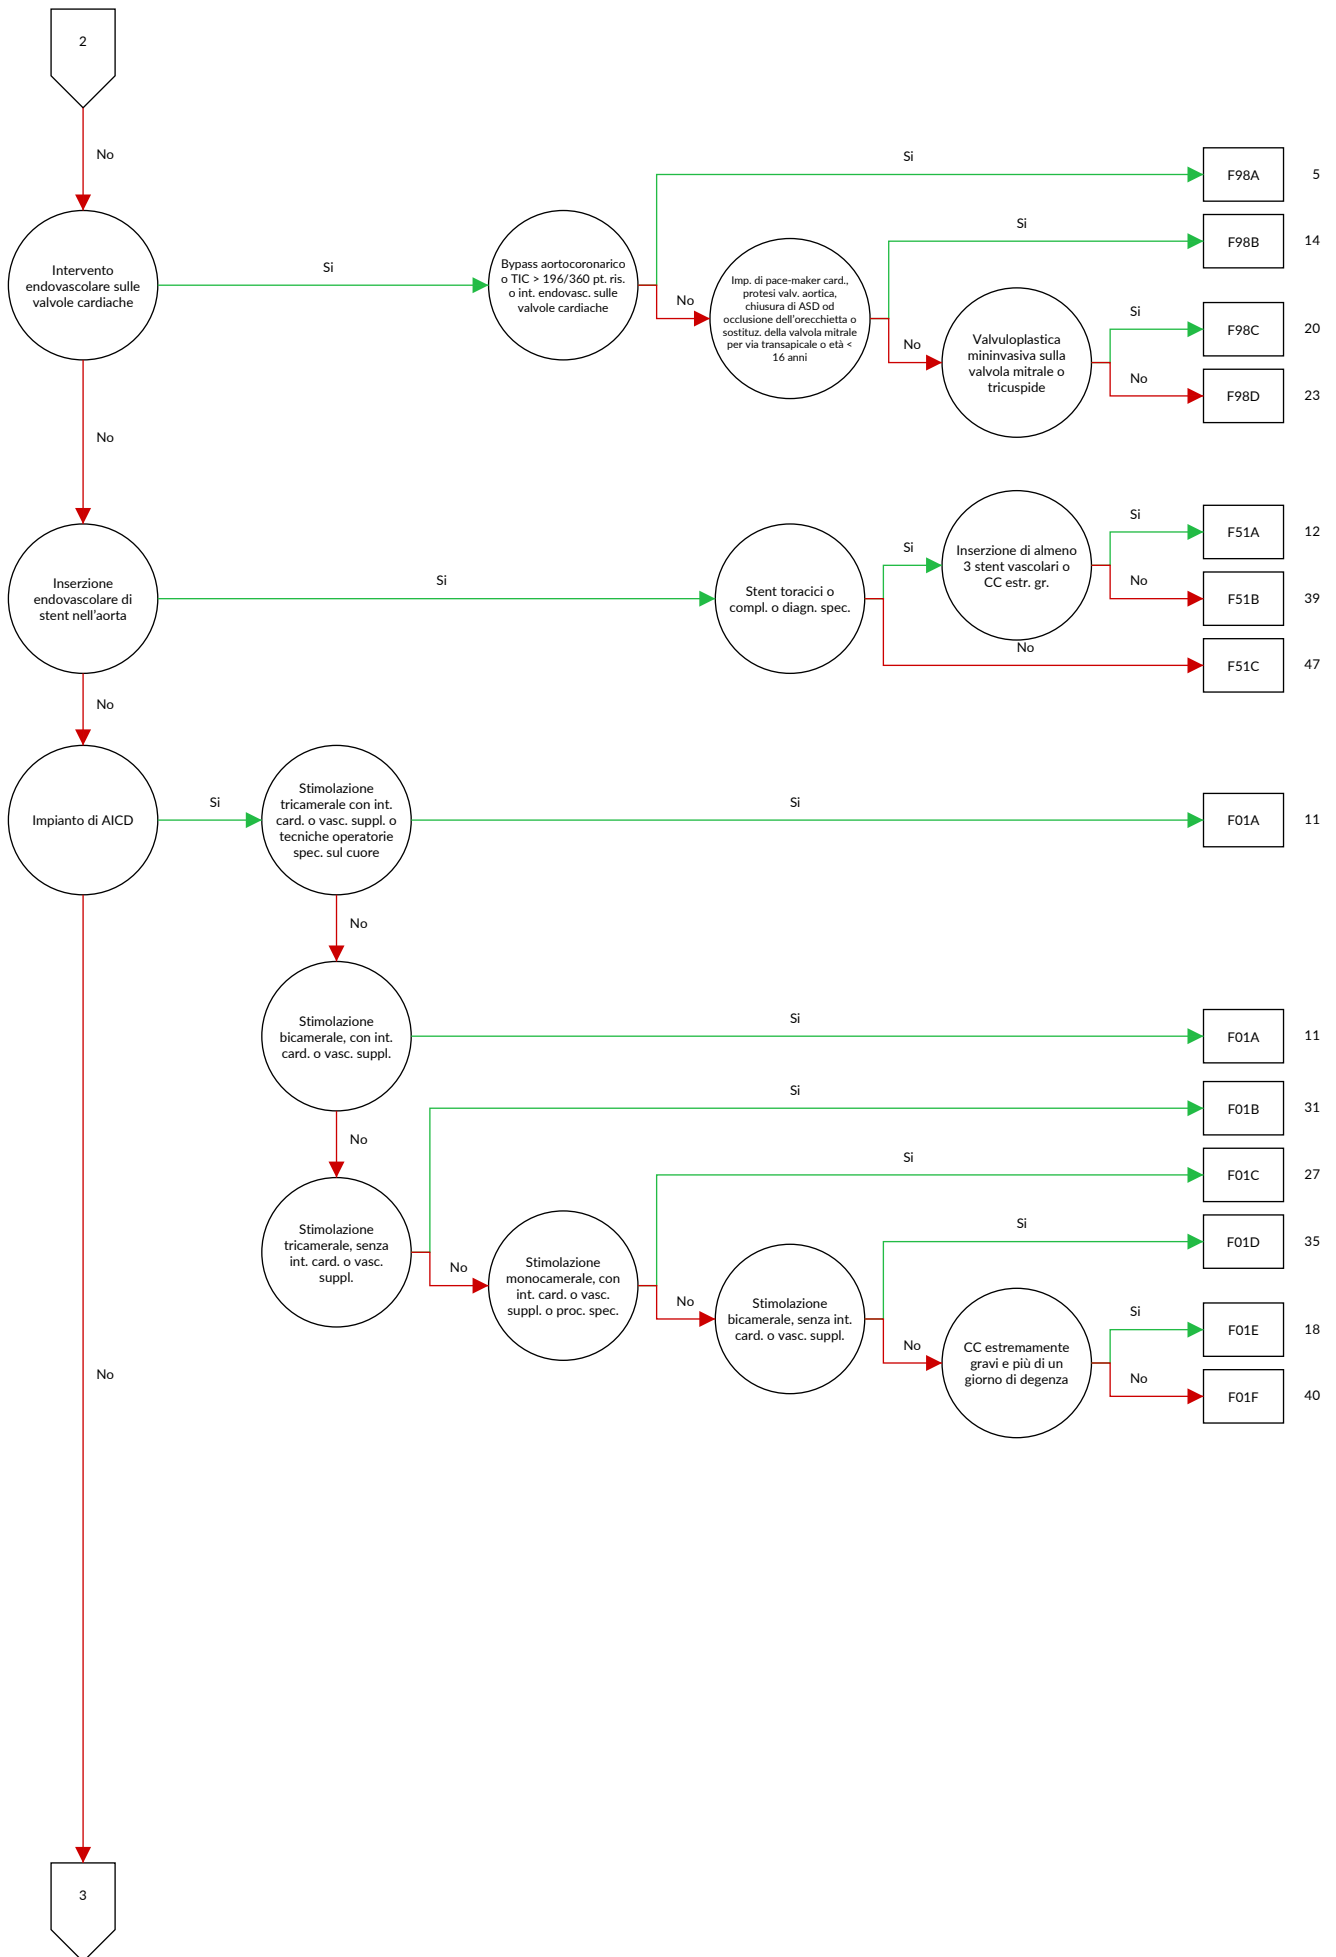 2
No
Si
F98A
5
Si
F98B
14
Intervento
endovascolare sulle
valvole cardiache
Si
Bypass aortocoronarico
o TIC > 196/360 pt. ris.
o int. endovasc. sulle
valvole cardiache
No
Imp. di pace-maker card.,
protesi valv. aortica,
chiusura di ASD od
occlusione dell'orecchietta o
sostituz. della valvola mitrale
per via transapicale o età <
16 anni
No
Valvuloplastica
mininvasiva sulla
valvola mitrale o
tricuspide
Si
F98C
20
No
F98D
23
No
Inserzione
endovascolare di
stent nell'aorta
Si
Stent toracici o
compl. o diagn. spec.
Si
Inserzione di almeno
3 stent vascolari o
CC estr. gr.
Si
F51A
12
No
F51B
39
No
F51C
47
No
Impianto di AICD
Si
Stimolazione
tricamerale con int.
card. o vasc. suppl. o
tecniche operatorie
spec. sul cuore
Si
F01A
11
No
Stimolazione
bicamerale, con int.
card. o vasc. suppl.
Si
F01A
11
No
Si
F01B
31
Stimolazione
tricamerale, senza
int. card. o vasc.
suppl.
No
Si
F01C
27
Stimolazione
monocamerale, con
int. card. o vasc.
suppl. o proc. spec.
No
Si
F01D
35
Stimolazione
bicamerale, senza int.
card. o vasc. suppl.
No
CC estremamente
gravi e più di un
giorno di degenza
Si
F01E
18
No
F01F
40
No
3